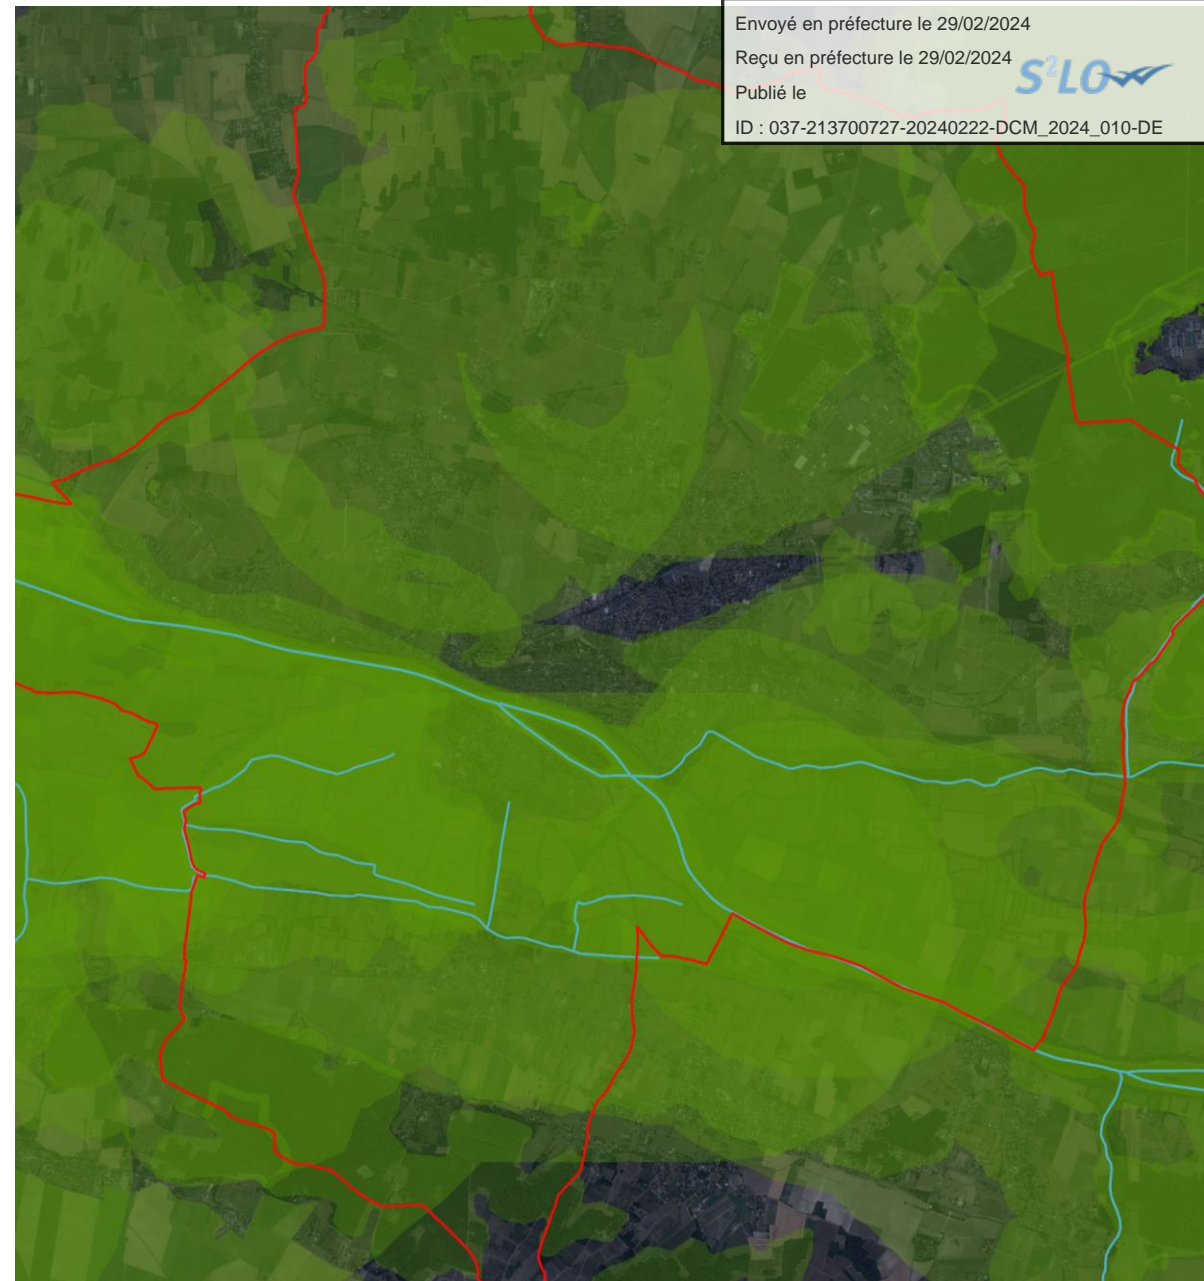 Envoyé en préfecture le 29/02/2024
Reçu en préfecture le 29/02/2024
S²LO
Publié le
ID : 037-213700727-20240222-DCM_2024_010-DE